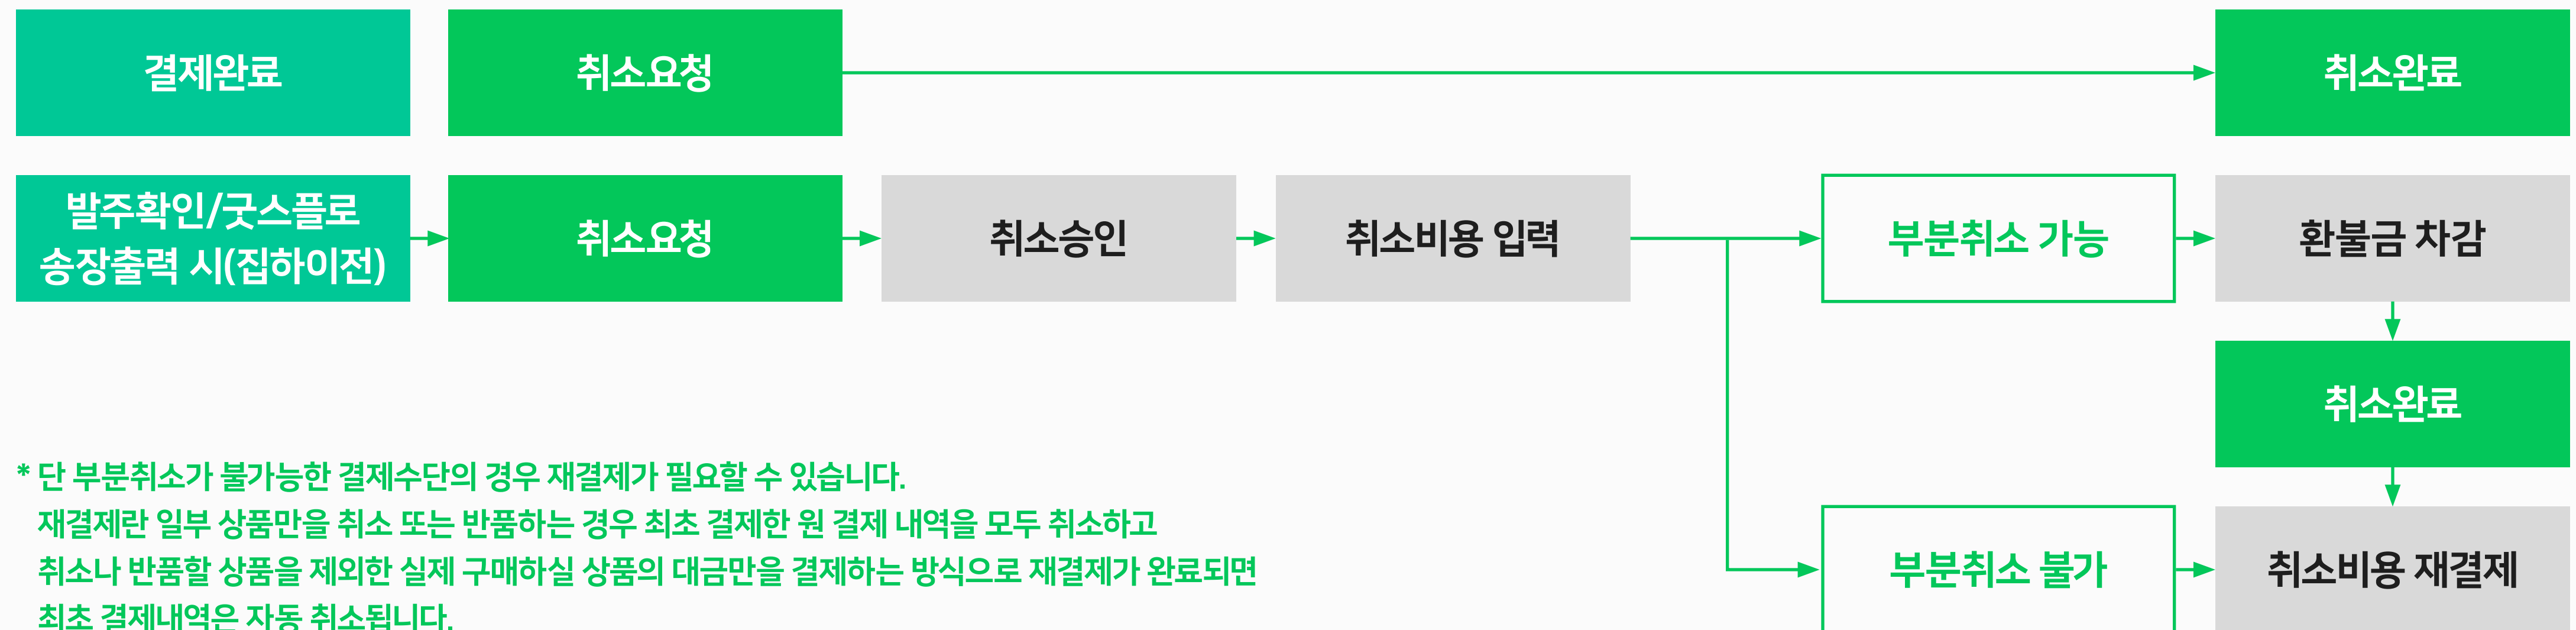 결제완료
취소요청
취소완료
발주확인/굿스플로
송장출력 시(집하이전)
취소요청
취소승인
취소비용 입력
부분취소 가능
환불금 차감
취소완료
부분취소 불가
취소비용 재결제
* 단 부분취소가 불가능한 결제수단의 경우 재결제가 필요할 수 있습니다.
재결제란 일부 상품만을 취소 또는 반품하는 경우 최초 결제한 원 결제 내역을 모두 취소하고
취소나 반품할 상품을 제외한 실제 구매하실 상품의 대금만을 결제하는 방식으로 재결제가 완료되면
최초 결제내역은 자동 취소됩니다.